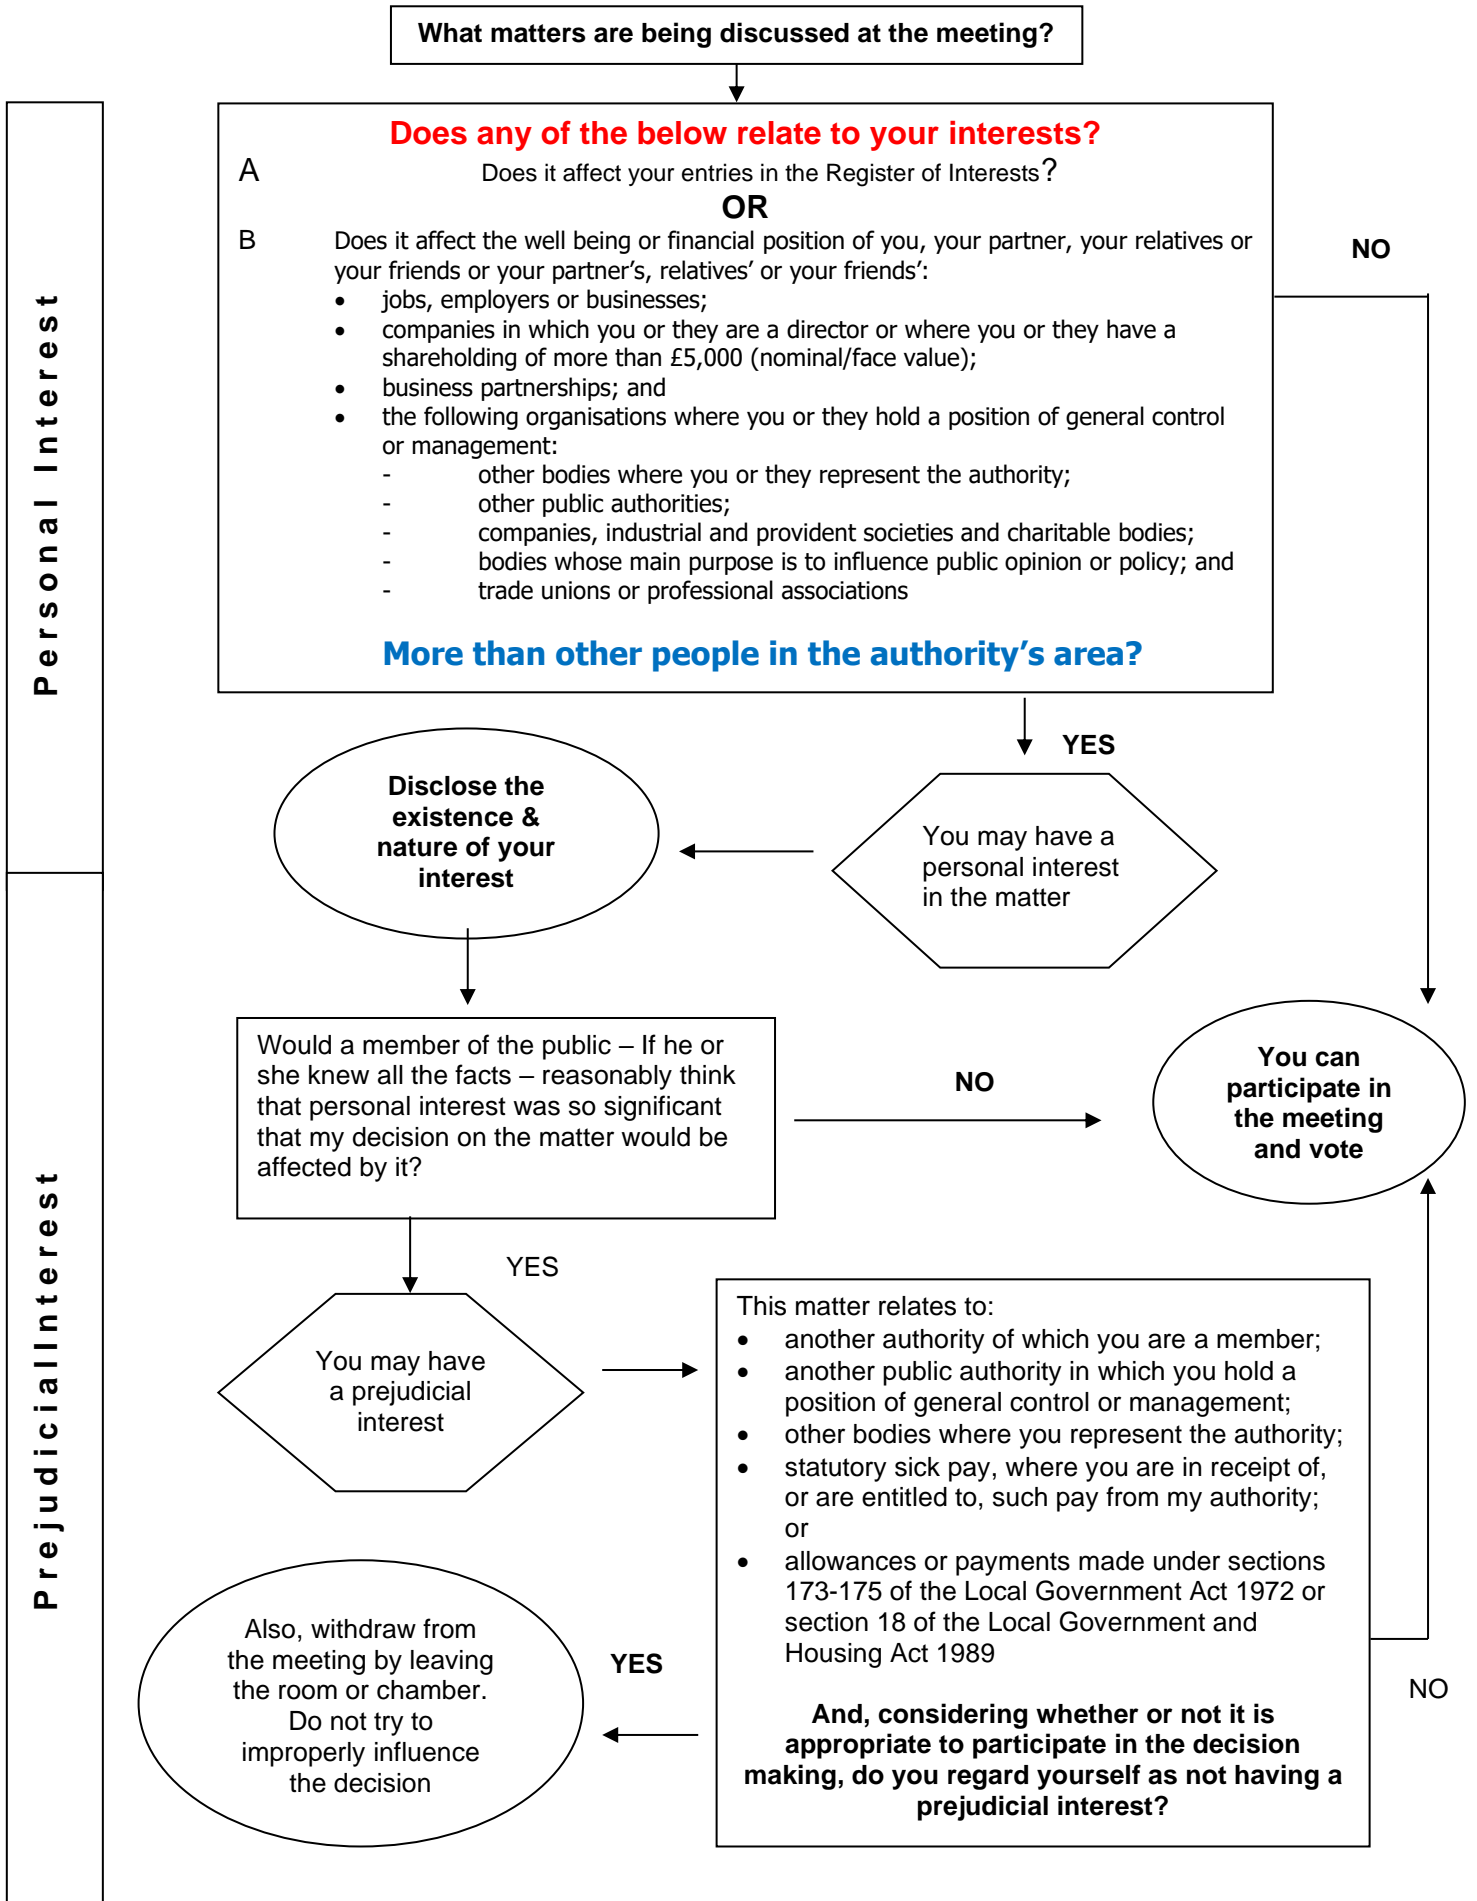 What matters are being discussed at the meeting?
Does any of the below relate to your interests?
A Does it affect your entries in the Register of Interests?
OR
B Does it affect the well being or financial position of you, your partner, your relatives or
your friends or your partner's, relatives' or your friends':
• jobs, employers or businesses;
• companies in which you or they are a director or where you or they have a
shareholding of more than £5,000 (nominal/face value);
• business partnerships; and
• the following organisations where you or they hold a position of general control
or management:
- other bodies where you or they represent the authority;
- other public authorities;
- companies, industrial and provident societies and charitable bodies;
- bodies whose main purpose is to influence public opinion or policy; and
- trade unions or professional associations
More than other people in the authority's area?
NO
Personal Interest
YES
Disclose the
existence &
nature of your
interest
You may have a
personal interest
in the matter
Would a member of the public – If he or
she knew all the facts – reasonably think
that personal interest was so significant
that my decision on the matter would be
affected by it?
NO
You can
participate in
the meeting
and vote
PrejudicialInterest
YES
You may have
a prejudicial
interest
This matter relates to:
• another authority of which you are a member;
• another public authority in which you hold a
position of general control or management;
• other bodies where you represent the authority;
• statutory sick pay, where you are in receipt of,
or are entitled to, such pay from my authority;
or
• allowances or payments made under sections
173-175 of the Local Government Act 1972 or
section 18 of the Local Government and
Housing Act 1989
And, considering whether or not it is
appropriate to participate in the decision
making, do you regard yourself as not having a
prejudicial interest?
YES
NO
Also, withdraw from
the meeting by leaving
the room or chamber.
Do not try to
improperly influence
the decision